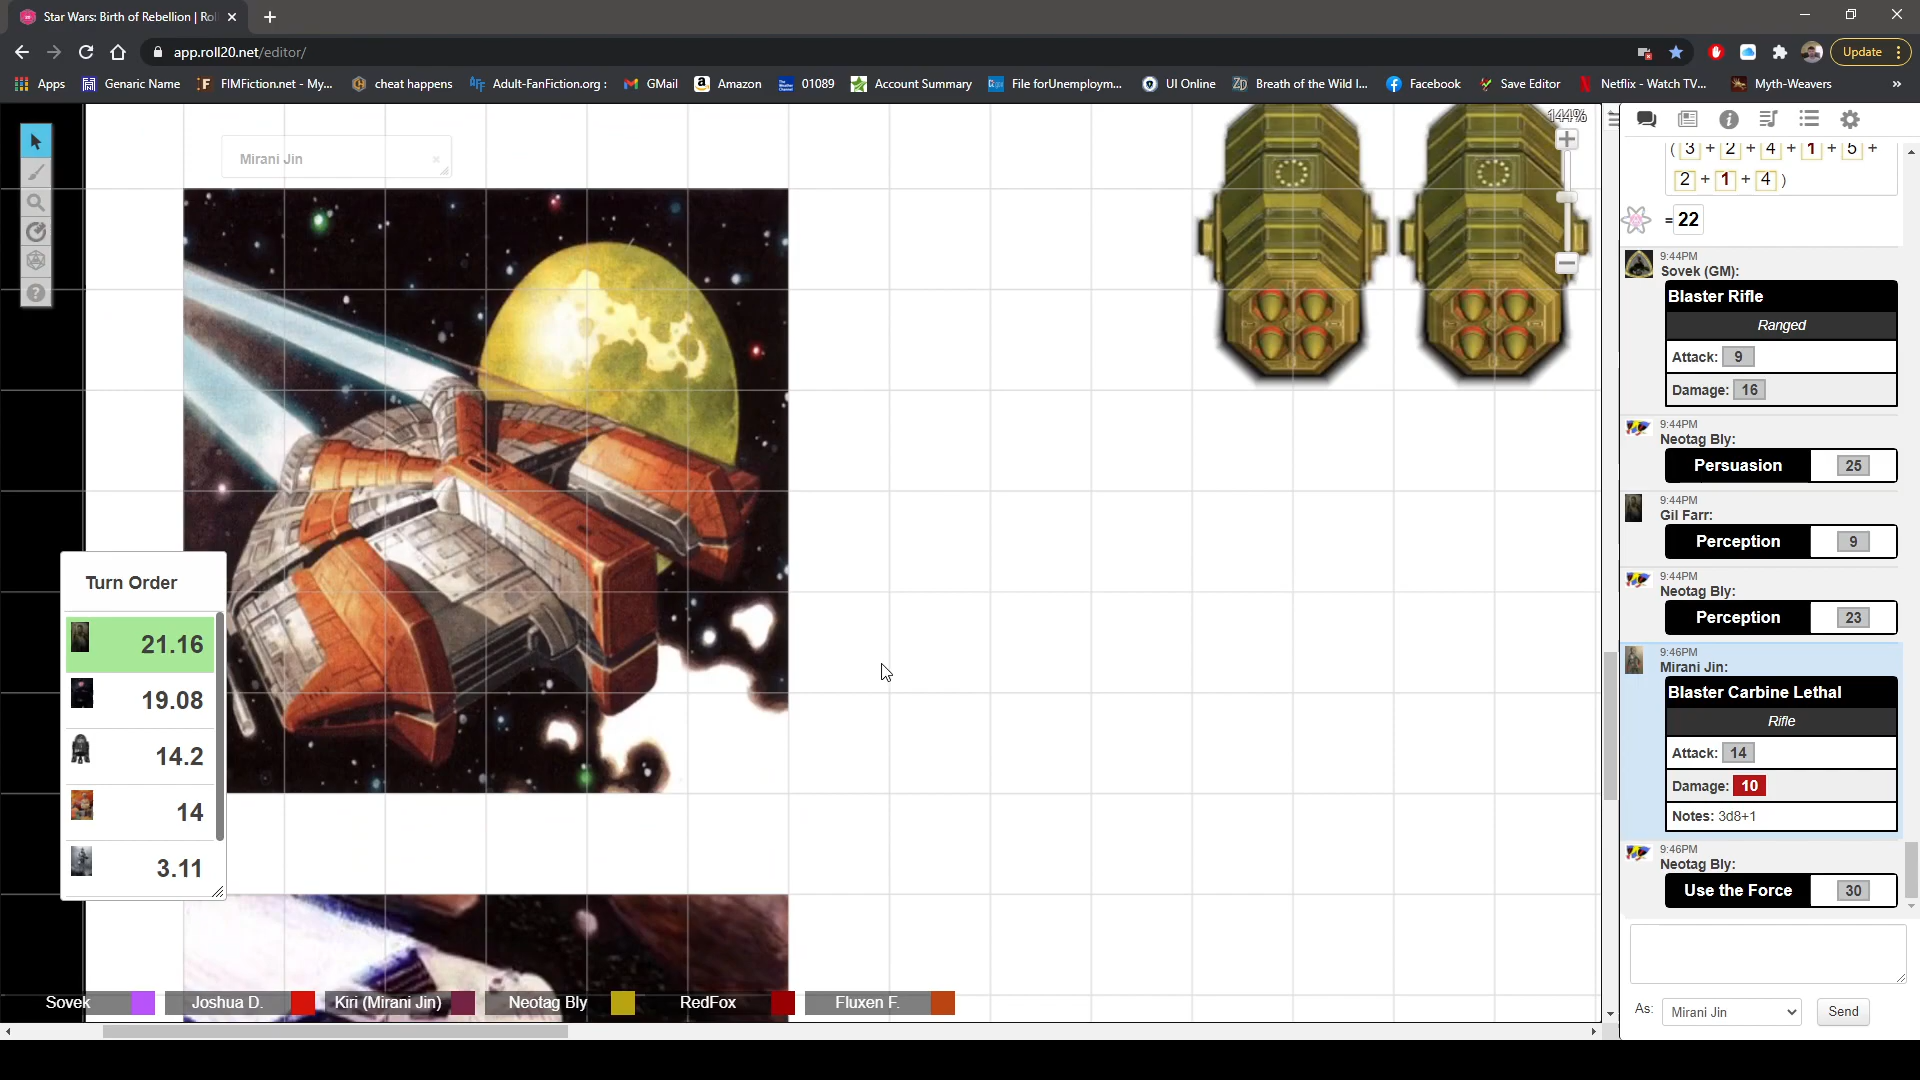 Star Wars: Birth of Rebellion | Rol
app.roll20.net/editor/
Update
Apps
Genaric Name
FIMFiction.net - My...
cheat happens
Adult-FanFiction.org :
GMail
Amazon
01089
Account Summary
File forUnemploym...
UI Online
Breath of the Wild I...
Facebook
Save Editor
Netflix - Watch TV...
Myth-Weavers
»
144%
Mirani Jin
Turn Order
21.16
19.08
14.2
14
3.11
Sovek
Joshua D.
Kiri (Mirani Jin)
Neotag Bly
RedFox
Fluxen F.
( 3 + 2 + 4 + 1 + 5 +
2 + 1 + 4 )
= 22
9:44PM
Sovek (GM):
Blaster Rifle
Ranged
Attack: 9
Damage: 16
9:44PM
Neotag Bly:
Persuasion 25
9:44PM
Gil Farr:
Perception 9
9:44PM
Neotag Bly:
Perception 23
9:46PM
Mirani Jin:
Blaster Carbine Lethal
Rifle
Attack: 14
Damage: 10
Notes: 3d8+1
9:46PM
Neotag Bly:
Use the Force 30
As: Mirani Jin Send